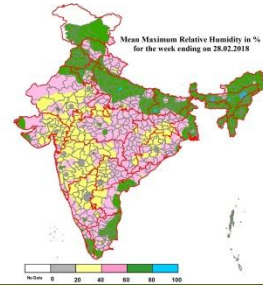 Mean Maximum Relative Humidity in %
for the week ending on 28.02.2018
No Data 0 20 40 60 80 100